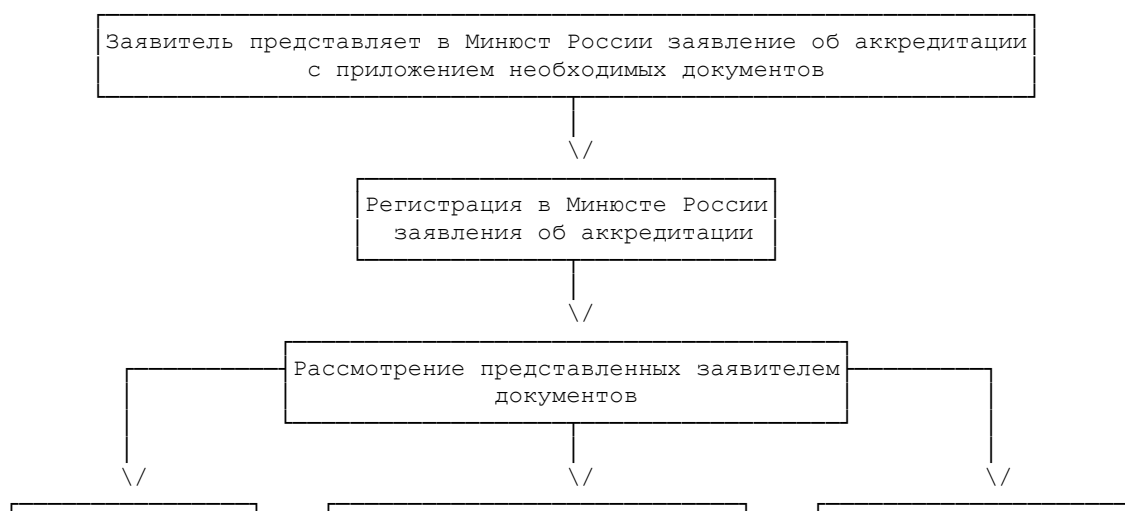 Заявитель представляет в Минюст России заявление об аккредитации
с приложением необходимых документов
Регистрация в Минюсте России
заявления об аккредитации
Рассмотрение представленных заявителем
документов